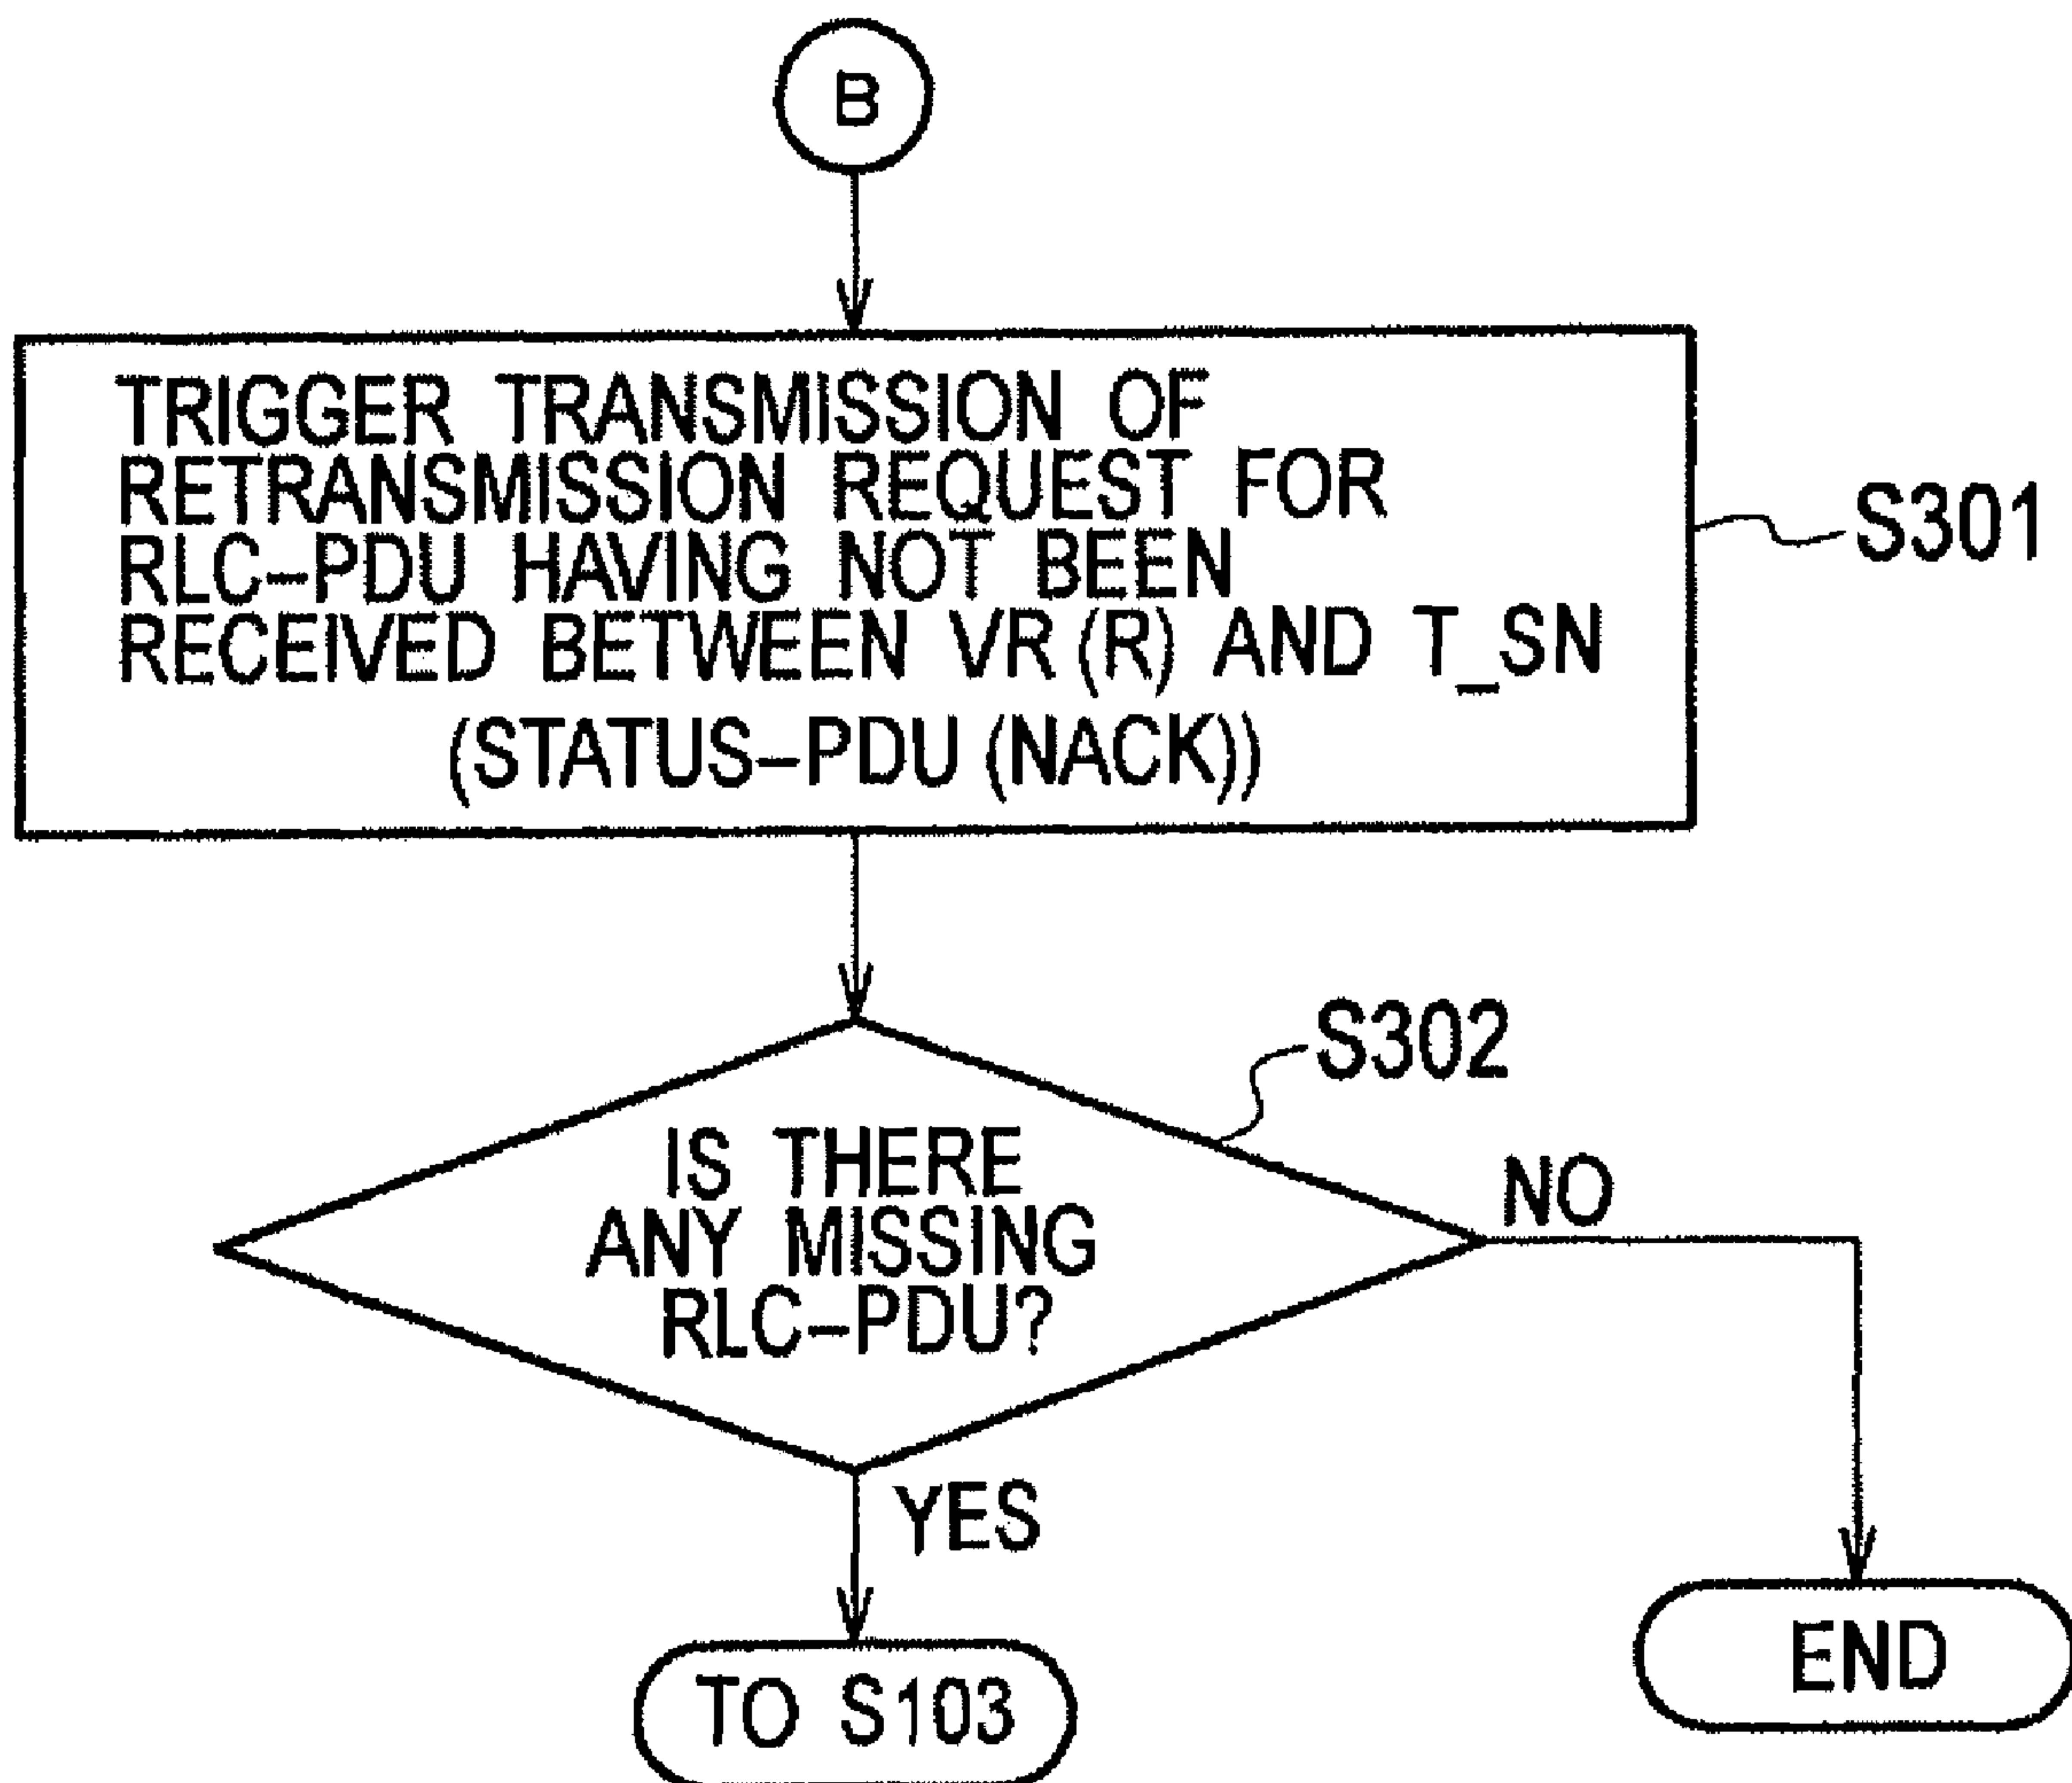 B
TRIGGER TRANSMISSION OF
RETRANSMISSION REQUEST FOR
RLC-PDU HAVING NOT BEEN
RECEIVED BETWEEN VR (R) AND T_SN
(STATUS-PDU (NACK))
S301
S302
IS THERE
ANY MISSING
RLC-PDU?
NO
YES
END
TO S103